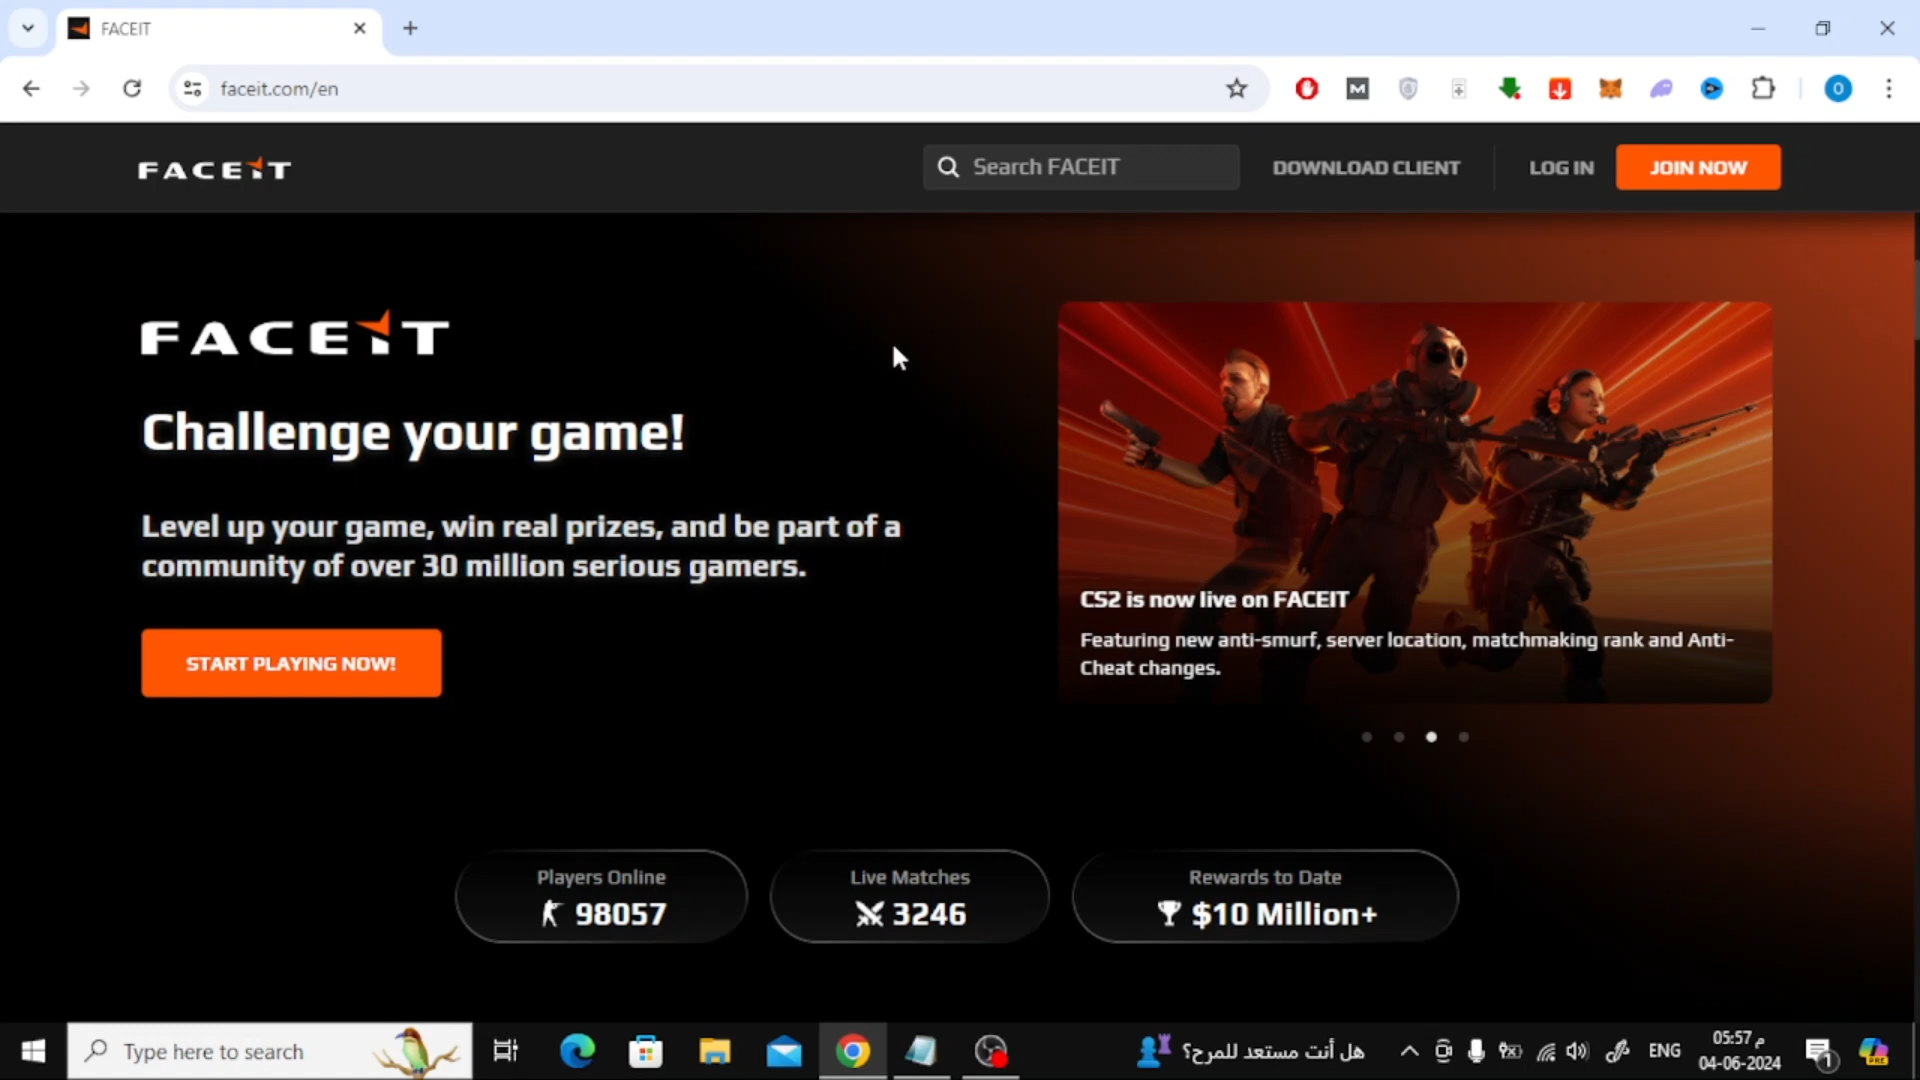 FACEIT
faceit.com/en
FACEIT
Search FACEIT
DOWNLOAD CLIENT
LOG IN
JOIN NOW
FACEIT
Challenge your game!
Level up your game, win real prizes, and be part of a
community of over 30 million serious gamers.
START PLAYING NOW!
CS2 is now live on FACEIT
Featuring new anti-smurf, server location, matchmaking rank and Anti-
Cheat changes.
Players Online
98057
Live Matches
3246
Rewards to Date
$10 Million+
Type here to search
هل أنت مستعد للمرح؟
ENG
05:57 م
04-06-2024
1